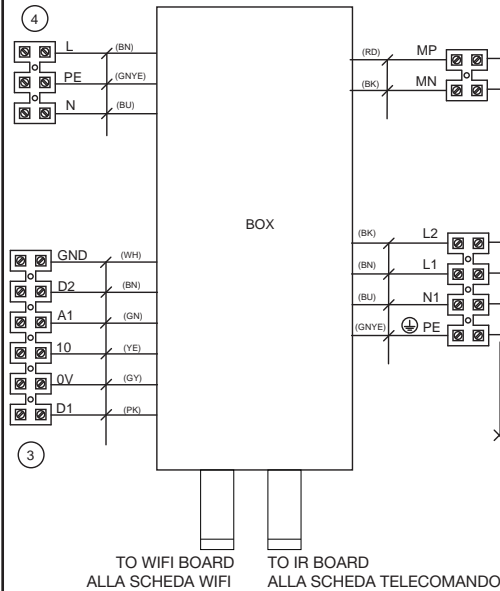 4
L (BN)
PE (GNYE)
N (BU)
(RD) MP
(BK) MN
BOX
GND (WH)
D2 (BN)
A1 (GN)
10 (YE)
0V (GY)
D1 (PK)
3
(BK) L2
(BN) L1
(BU) N1
(GNYE) PE
TO WIFI BOARD
ALLA SCHEDA WIFI
TO IR BOARD
ALLA SCHEDA TELECOMANDO